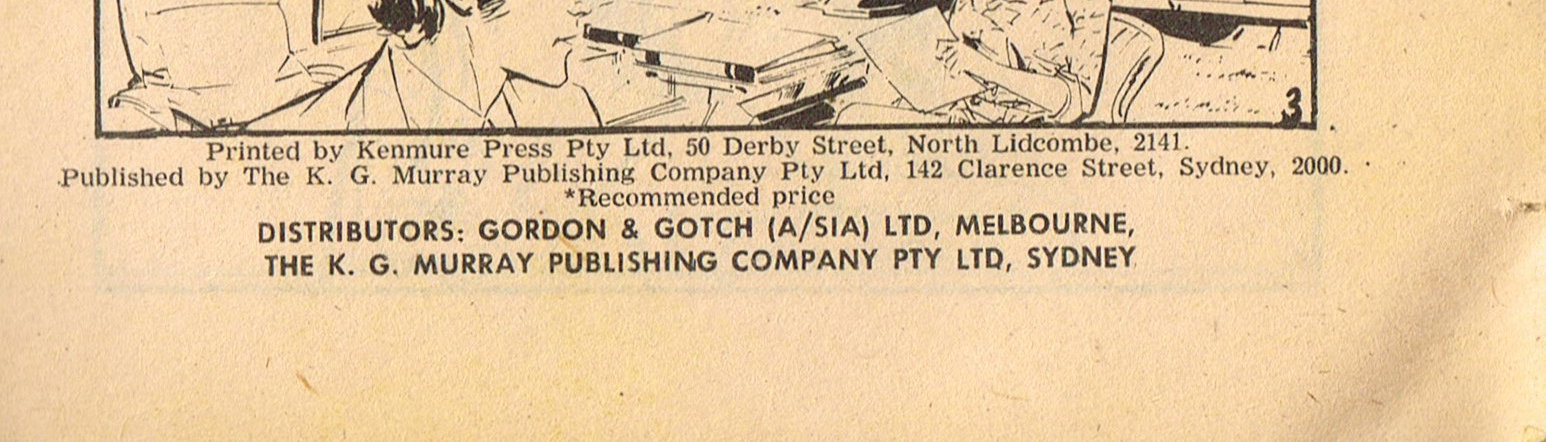 3
Printed by Kenmure Press Pty Ltd, 50 Derby Street, North Lidcombe, 2141.
Published by The K. G. Murray Publishing Company Pty Ltd, 142 Clarence Street, Sydney, 2000.
*Recommended price
DISTRIBUTORS: GORDON & GOTCH (A/SIA) LTD, MELBOURNE,
THE K. G. MURRAY PUBLISHING COMPANY PTY LTD, SYDNEY